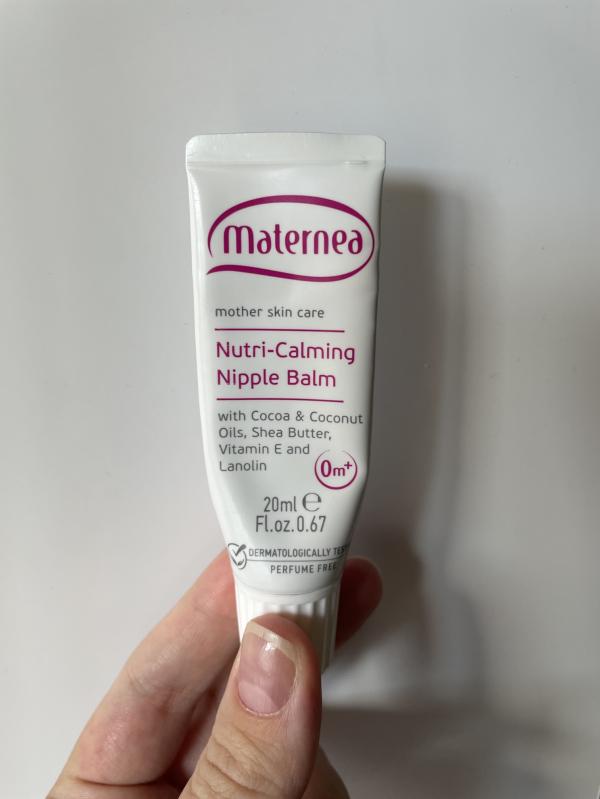 maternea
mother skin care
Nutri-Calming
Nipple Balm
with Cocoa & Coconut
Oils, Shea Butter,
Vitamin E and
Lanolin
0m+
20ml ℮
Fl.oz.0.67
DERMATOLOGICALLY
PERFUME FREE